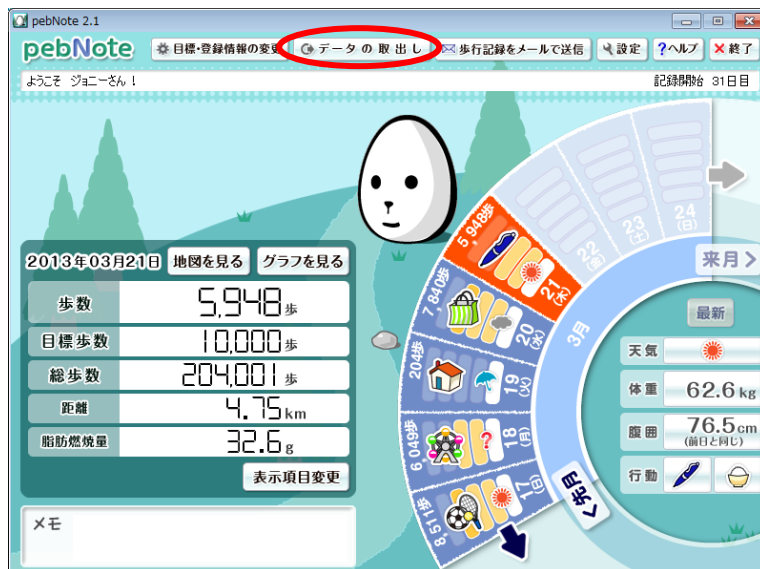 pebNote 2.1
pebNote
目標・登録情報の変更
データの取出し
歩行記録をメールで送信
設定
?ヘルプ
×終了
ようこそ ジョニーさん!
記録開始 31日目
2013年03月21日
地図を見る
グラフを見る
歩数 5,948歩
目標歩数 10,000歩
総歩数 204,001歩
距離 4.75km
脂肪燃焼量 32.6g
表示項目変更
メモ
24(日)
23(土)
22(金)
5,948歩
21(木)
7,840歩
20(水)
204歩
19(火)
6,049歩
?
18(月)
8,511歩
17(日)
3月
来月>
<先月
最新
天気
体重 62.6kg
腹囲 76.5cm
(前日と同じ)
行動